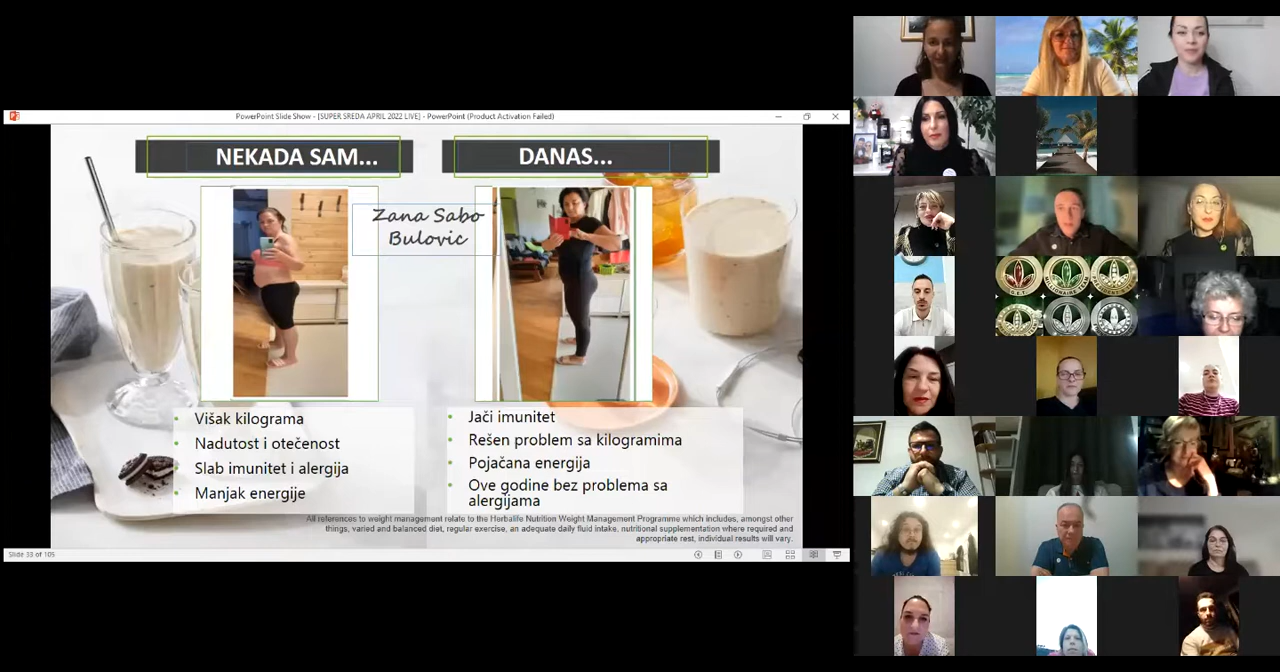 PowerPoint Slide Show - [SUPER SREDA APRIL 2022 LIVE] - PowerPoint (Product Activation Failed)
NEKADA SAM...
DANAS...
Zana Sabo
Bulovic
Višak kilograma
Nadutost i otečenost
Slab imunitet i alergija
Manjak energije
Jači imunitet
Rešen problem sa kilogramima
Pojačana energija
Ove godine bez problema sa
alergijama
All references to weight management relate to the Herbalife Nutrition Weight Management Programme which includes, amongst other
things, varied and balanced diet, regular exercise, an adequate daily fluid intake, nutritional supplementation where required and
appropriate rest, individual results will vary.
Slide 33 of 105